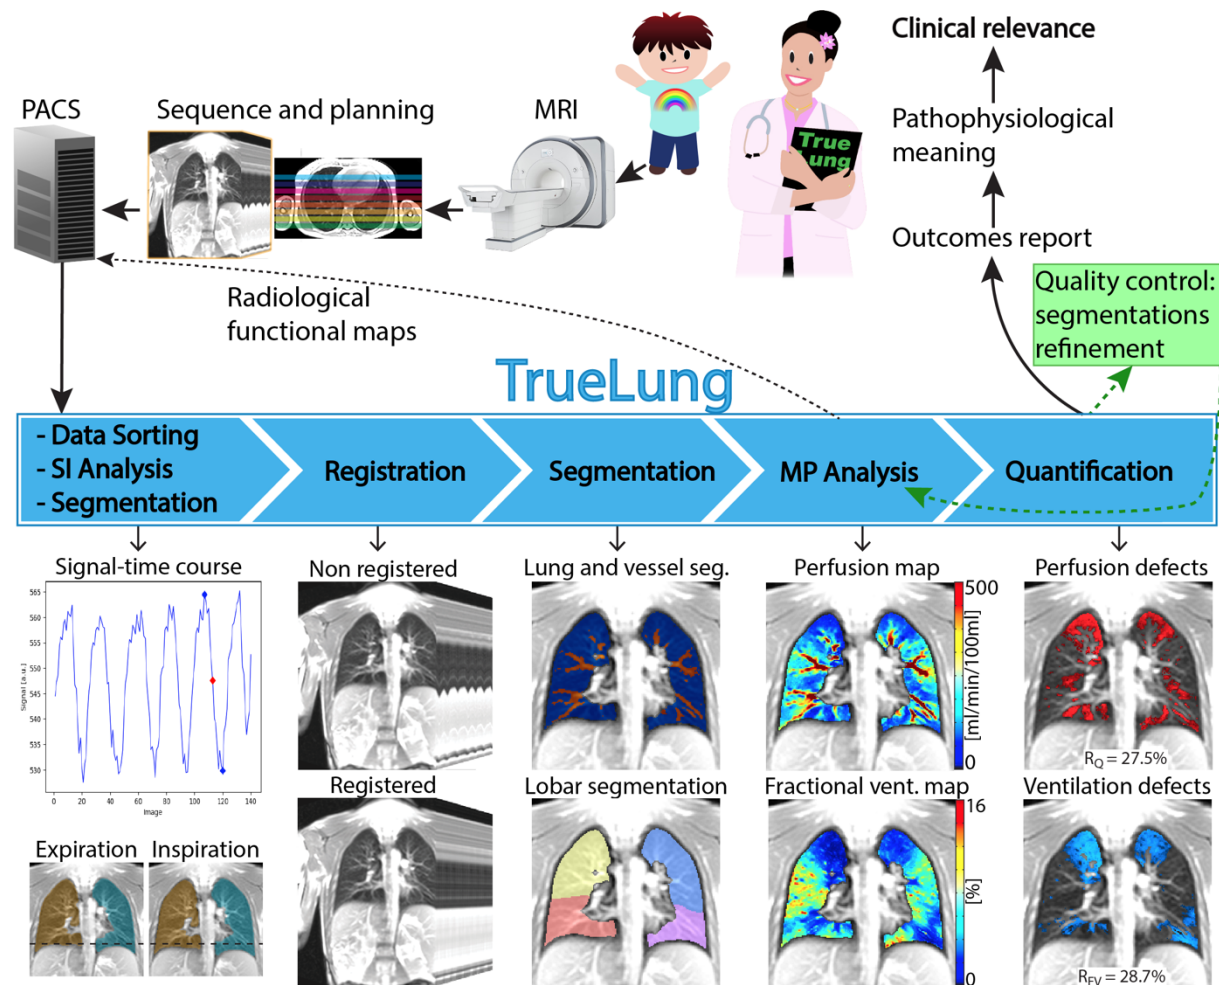 Clinical relevance
PACS
Sequence and planning
MRI
Pathophysiological
meaning
True
Lung
Outcomes report
Radiological
functional maps
Quality control:
segmentations
refinement
TrueLung
- Data Sorting
- SI Analysis
- Segmentation
Registration
Segmentation
MP Analysis
Quantification
Signal-time course
565
560
555
550
545
540
535
530
Signal [a.u.]
0
20
40
60
80
100
120
140
Image
Expiration
Inspiration
Non registered
Registered
Lung and vessel seg.
Lobar segmentation
Perfusion map
500
[ml/min/100ml]
0
Fractional vent. map
16
[%]
0
Perfusion defects
RQ = 27.5%
Ventilation defects
RFV = 28.7%